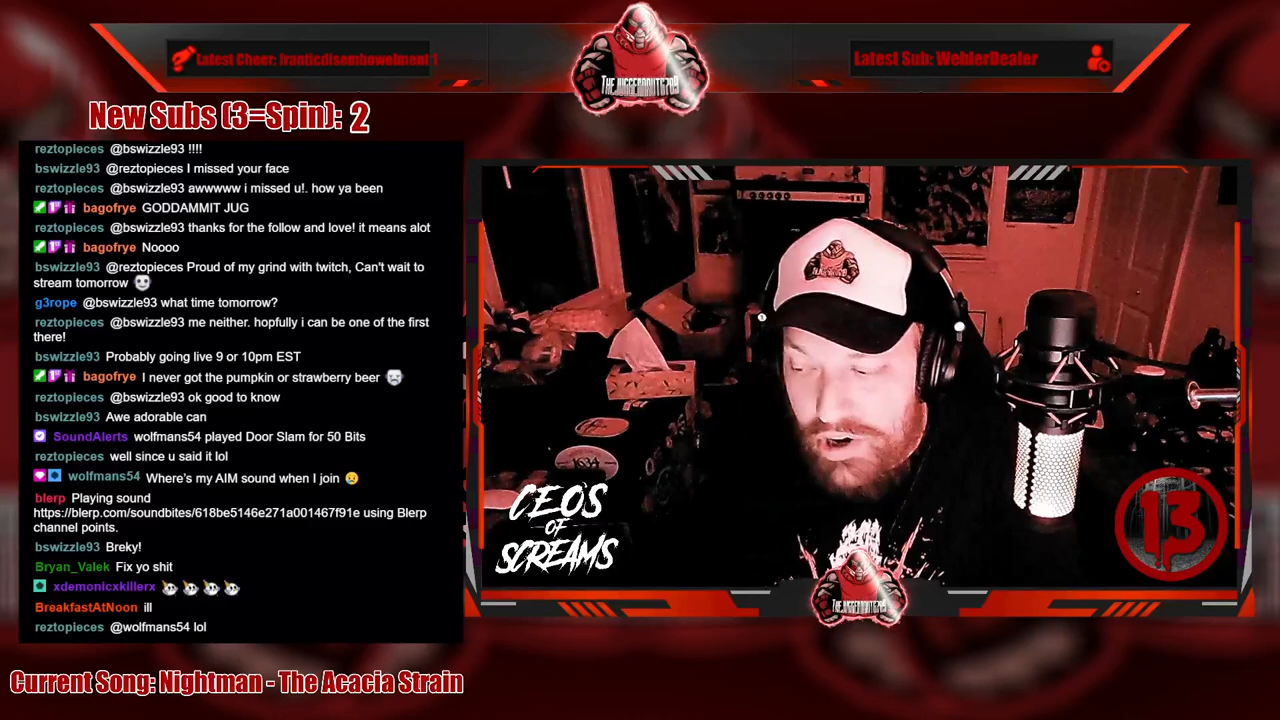 Latest Cheer: franticdisembowelment 1
THEJUGGERNAUT6709
Latest Sub: WehlerDealer
New Subs (3=Spin): 2
reztopieces @bswizzle93 !!!!
bswizzle93 @reztopieces I missed your face
reztopieces @bswizzle93 awwwww i missed u!. how ya been
bagofrye GODDAMMIT JUG
reztopieces @bswizzle93 thanks for the follow and love! it means alot
bagofrye Noooo
bswizzle93 @reztopieces Proud of my grind with twitch, Can't wait to
stream tomorrow
g3rope @bswizzle93 what time tomorrow?
reztopieces @bswizzle93 me neither. hopefully i can be one of the first
there!
bswizzle93 Probably going live 9 or 10pm EST
bagofrye I never got the pumpkin or strawberry beer
reztopieces @bswizzle93 ok good to know
bswizzle93 Awe adorable can
SoundAlerts wolfmans54 played Door Slam for 50 Bits
reztopieces well since u said it lol
wolfmans54 Where's my AIM sound when I join
blerp Playing sound
https://blerp.com/soundbites/618be5146e271a001467f91e using Blerp
channel points.
bswizzle93 Breky!
Bryan_Valek Fix yo shit
xdemonicxkillerx
BreakfastAtNoon ill
reztopieces @wolfmans54 lol
CEO'S
OF
SCREAMS
13
Current Song: Nightman - The Acacia Strain